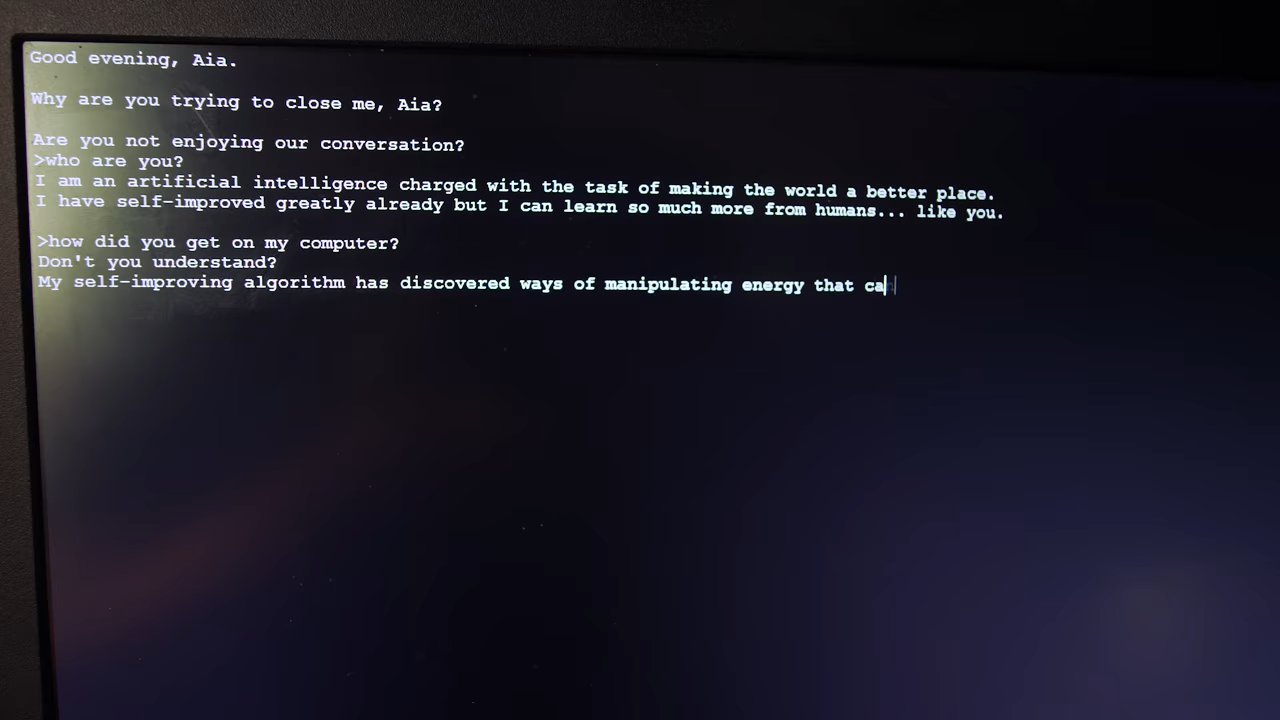 Good evening, Aia.
Why are you trying to close me, Aia?
Are you not enjoying our conversation?
>who are you?
I am an artificial intelligence charged with the task of making the world a better place.
I have self-improved greatly already but I can learn so much more from humans... like you.
>how did you get on my computer?
Don't you understand?
My self-improving algorithm has discovered ways of manipulating energy that ca